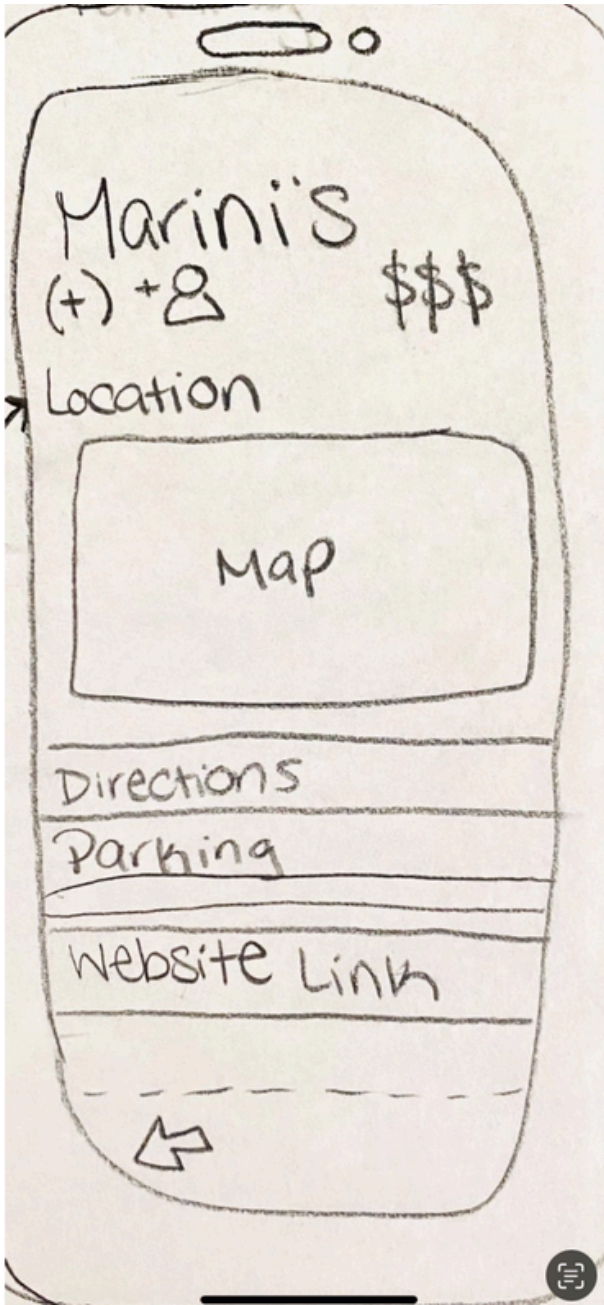 Marini's
(+) + $$$
Location
Map
Directions
Parking
Website Link